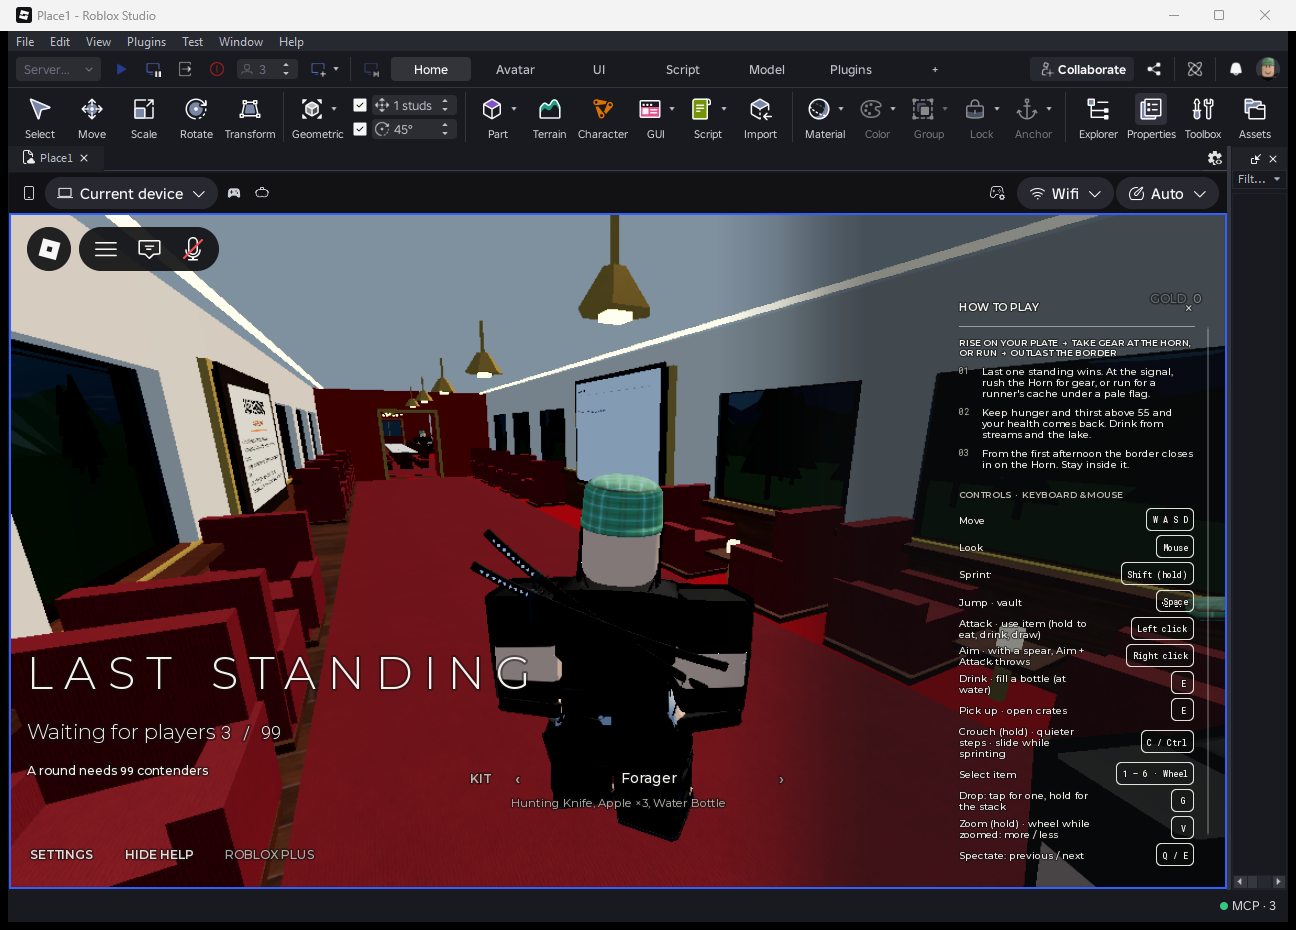 Place1 - Roblox Studio
File Edit View Plugins Test Window Help
Server... 3 Home Avatar UI Script Model Plugins + Collaborate
1 studs
45°
Select Move Scale Rotate Transform Geometric Part Terrain Character GUI Script Import Material Color Group Lock Anchor Explorer Properties Toolbox Assets
Place1
Current device Wifi Auto Filt...
GOLD 0
HOW TO PLAY ×
RISE ON YOUR PLATE → TAKE GEAR AT THE HORN,
OR RUN → OUTLAST THE BORDER
01 Last one standing wins. At the signal,
rush the Horn for gear, or run for a
runner's cache under a pale flag.
02 Keep hunger and thirst above 55 and
your health comes back. Drink from
streams and the lake.
03 From the first afternoon the border closes
in on the Horn. Stay inside it.
CONTROLS · KEYBOARD & MOUSE
Move W A S D
Look Mouse
Sprint Shift (hold)
Jump · vault Space
Attack · use item (hold to
eat, drink, draw) Left click
Aim · with a spear, Aim +
Attack throws Right click
Drink · fill a bottle (at
water) E
Pick up · open crates E
Crouch (hold) · quieter
steps · slide while
sprinting C / Ctrl
Select item 1 – 6 · Wheel
Drop: tap for one, hold for
the stack G
Zoom (hold) · wheel while
zoomed: more / less V
Spectate: previous / next Q / E
LAST STANDING
Waiting for players 3 / 99
A round needs 99 contenders
KIT ‹ Forager ›
Hunting Knife, Apple ×3, Water Bottle
SETTINGS HIDE HELP ROBLOX PLUS
MCP · 3